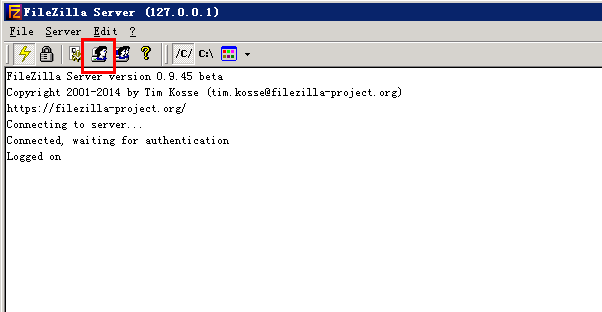 FileZilla Server (127.0.0.1)
File Server Edit ?
/C/ C:\
FileZilla Server version 0.9.45 beta
Copyright 2001-2014 by Tim Kosse (tim.kosse@filezilla-project.org)
https://filezilla-project.org/
Connecting to server...
Connected, waiting for authentication
Logged on